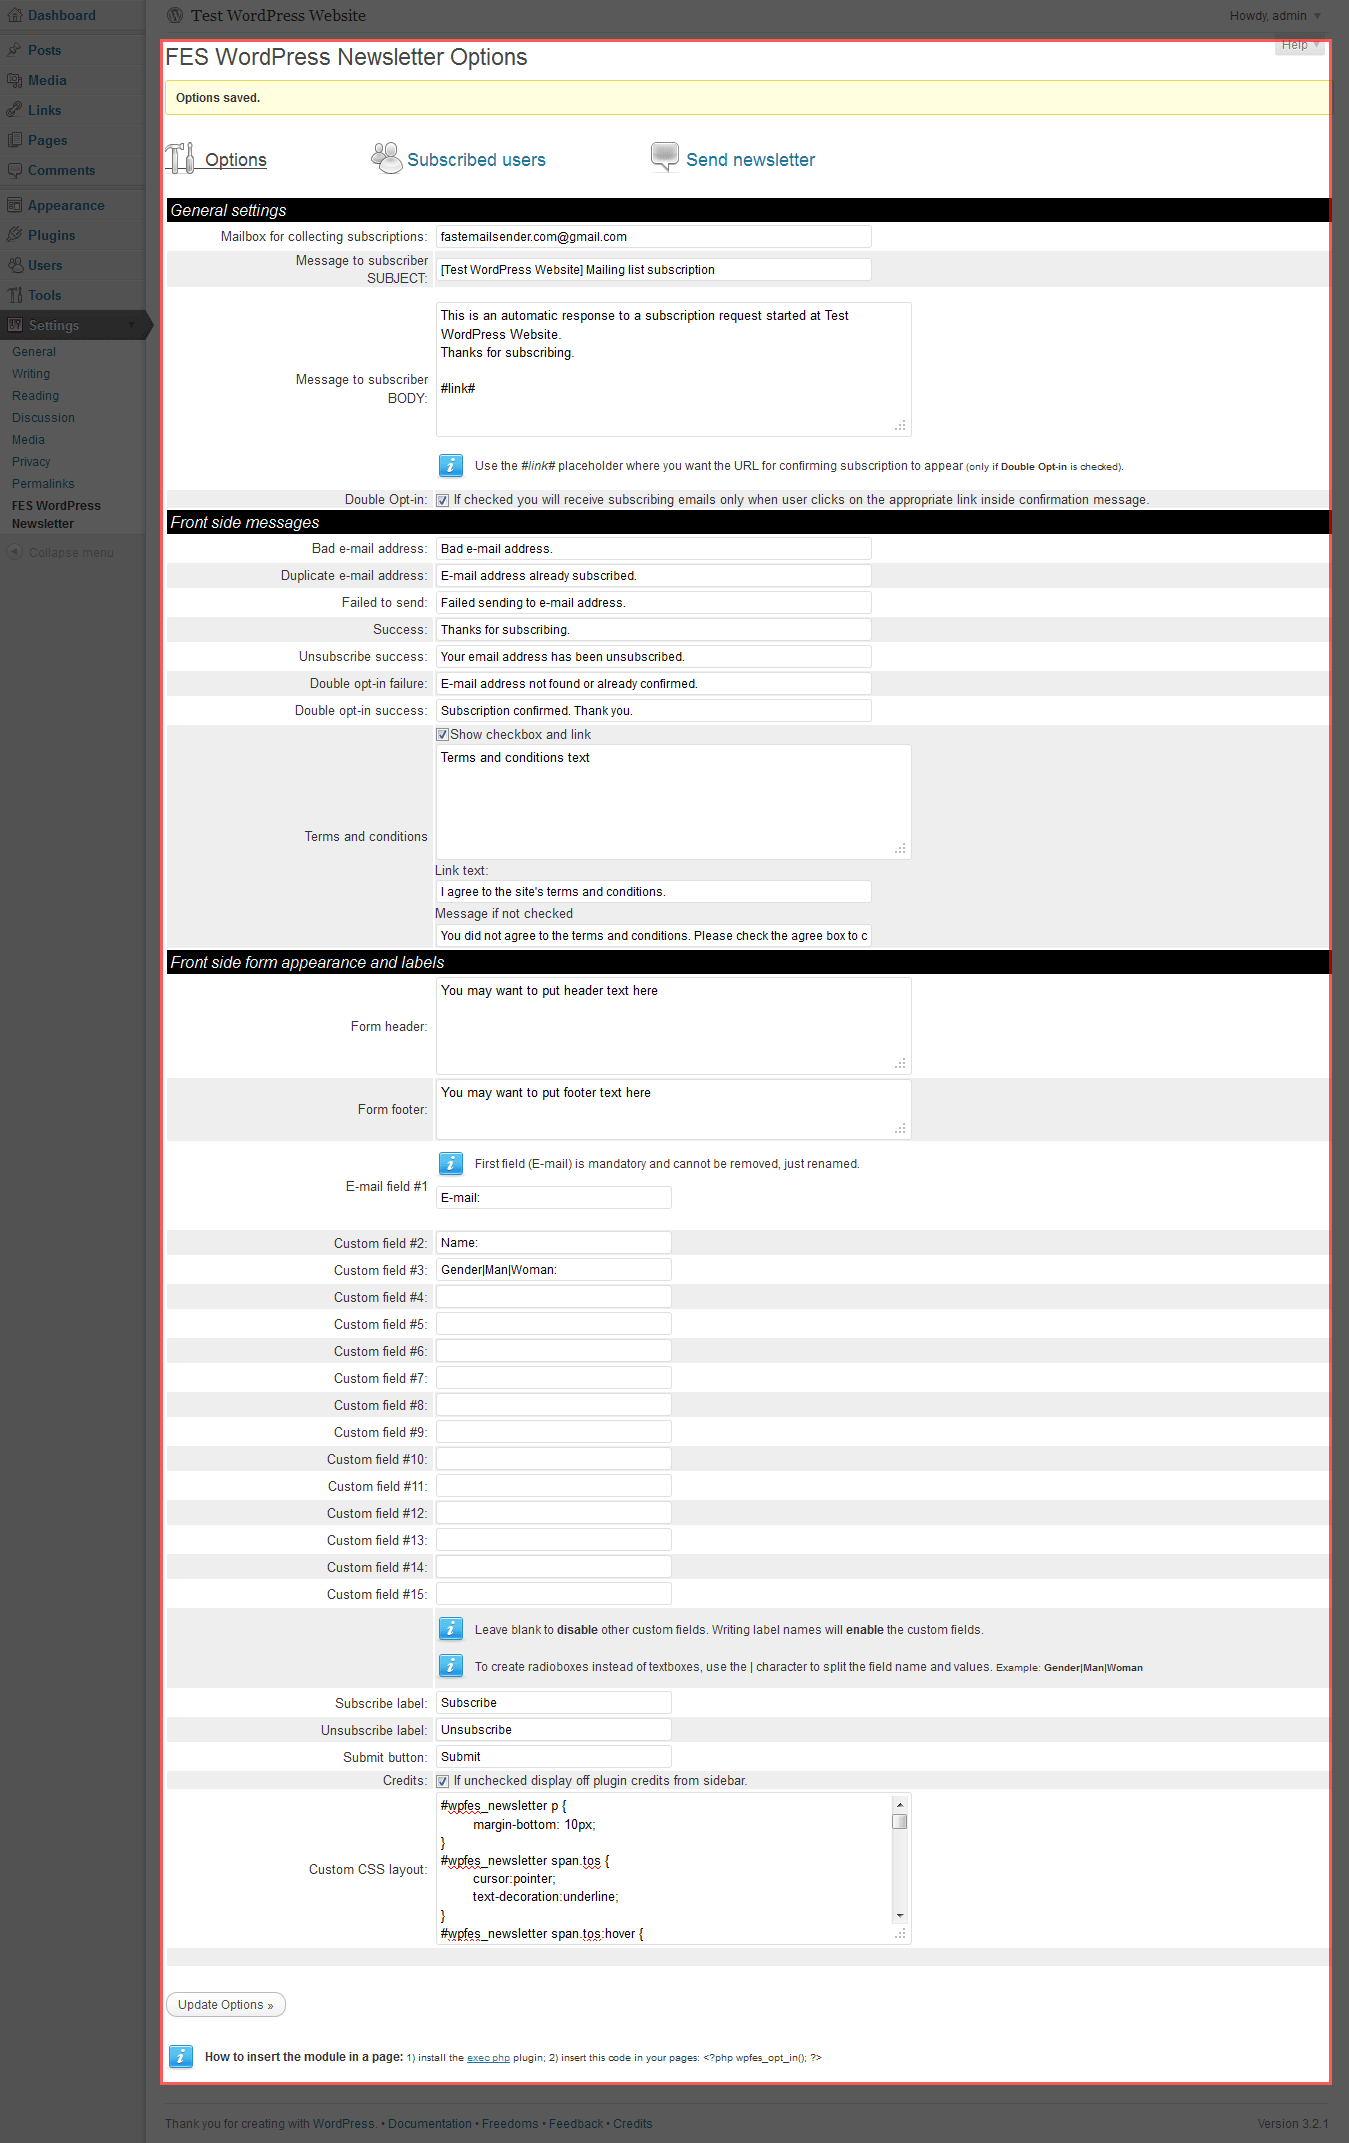 Dashboard
Posts
Media
Links
Pages
Comments
Appearance
Plugins
Users
Tools
Settings
General
Writing
Reading
Discussion
Media
Privacy
Permalinks
FES WordPress
Newsletter
Collapse menu
Test WordPress Website
Howdy, admin
Help
FES WordPress Newsletter Options
Options saved.
Options
Subscribed users
Send newsletter
General settings
Mailbox for collecting subscriptions: fastemailsender.com@gmail.com
Message to subscriber
SUBJECT:
[Test WordPress Website] Mailing list subscription
Message to subscriber
BODY:
This is an automatic response to a subscription request started at Test
WordPress Website.
Thanks for subscribing.
#link#
Use the #link# placeholder where you want the URL for confirming subscription to appear (only if Double Opt-in is checked).
Double Opt-in: If checked you will receive subscribing emails only when user clicks on the appropriate link inside confirmation message.
Front side messages
Bad e-mail address: Bad e-mail address.
Duplicate e-mail address: E-mail address already subscribed.
Failed to send: Failed sending to e-mail address.
Success: Thanks for subscribing.
Unsubscribe success: Your email address has been unsubscribed.
Double opt-in failure: E-mail address not found or already confirmed.
Double opt-in success: Subscription confirmed. Thank you.
Show checkbox and link
Terms and conditions
Terms and conditions text
Link text:
I agree to the site's terms and conditions.
Message if not checked
You did not agree to the terms and conditions. Please check the agree box to c
Front side form appearance and labels
Form header: You may want to put header text here
Form footer: You may want to put footer text here
First field (E-mail) is mandatory and cannot be removed, just renamed.
E-mail field #1
E-mail:
Custom field #2: Name:
Custom field #3: Gender|Man|Woman:
Custom field #4:
Custom field #5:
Custom field #6:
Custom field #7:
Custom field #8:
Custom field #9:
Custom field #10:
Custom field #11:
Custom field #12:
Custom field #13:
Custom field #14:
Custom field #15:
Leave blank to disable other custom fields. Writing label names will enable the custom fields.
To create radioboxes instead of textboxes, use the | character to split the field name and values. Example: Gender|Man|Woman
Subscribe label: Subscribe
Unsubscribe label: Unsubscribe
Submit button: Submit
Credits: If unchecked display off plugin credits from sidebar.
Custom CSS layout:
#wpfes_newsletter p {
margin-bottom: 10px;
}
#wpfes_newsletter span.tos {
cursor:pointer;
text-decoration:underline;
}
#wpfes_newsletter span.tos:hover {
Update Options »
How to insert the module in a page: 1) install the exec php plugin; 2) insert this code in your pages: <?php wpfes_opt_in(); ?>
Thank you for creating with WordPress. • Documentation • Freedoms • Feedback • Credits
Version 3.2.1